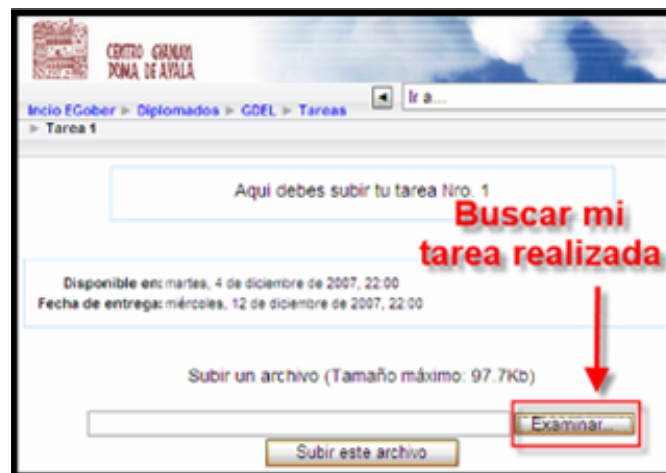 CENTRO GUAMAN
POMA DE AYALA
Ir a...
Incio EGober ► Diplomados ► GDEL ► Tareas
► Tarea 1
Aqui debes subir tu tarea Nro. 1
Buscar mi
tarea realizada
Disponible en: martes, 4 de diciembre de 2007, 22:00
Fecha de entrega: miércoles, 12 de diciembre de 2007, 22:00
Subir un archivo (Tamaño máximo: 97.7Kb)
Examinar...
Subir este archivo